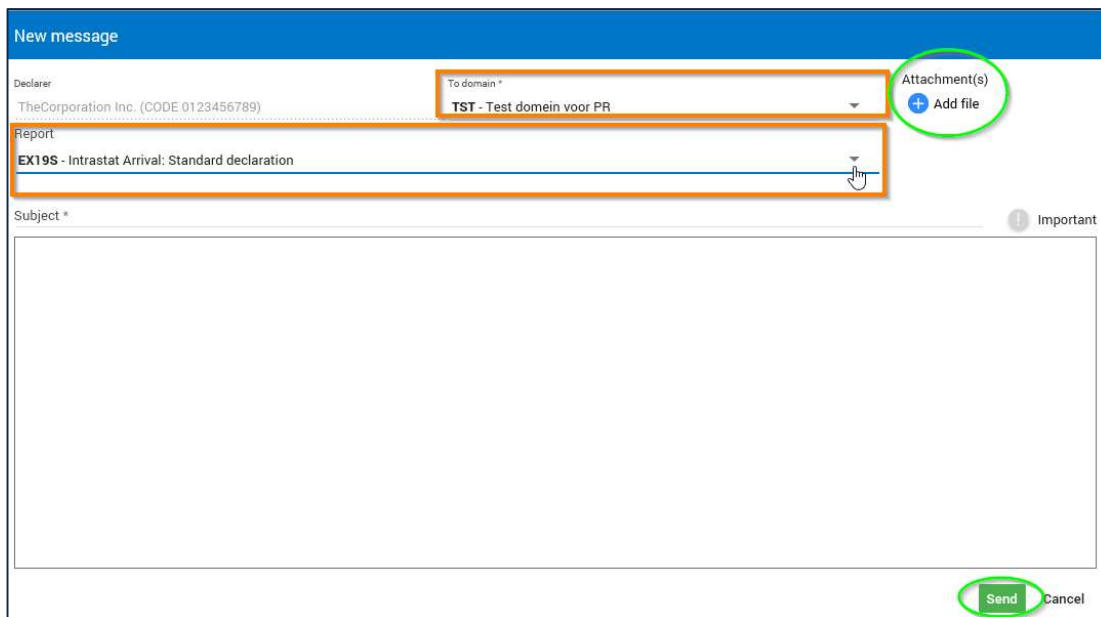 New message
Declarer
TheCorporation Inc. (CODE 0123456789)
To domain *
TST - Test domein voor PR
Attachment(s)
Add file
Report
EX19S - Intrastat Arrival: Standard declaration
Subject *
Important
Send Cancel